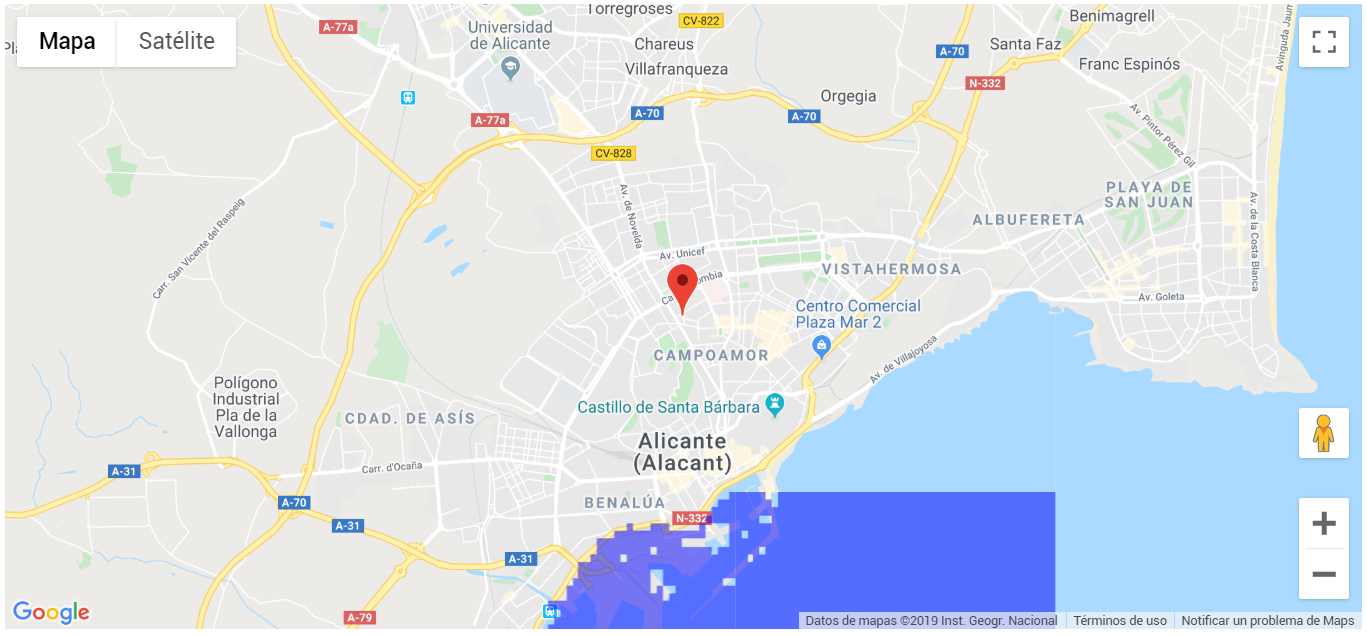 Mapa
Satélite
A-77a
Torregroses
CV-822
Benimagrell
Universidad
de Alicante
Chareus
Villafranqueza
A-70
Santa Faz
Franc Espinós
N-332
Orgegia
A-77a
A-70
A-70
CV-828
Av. Pintor Pérez Gil
Av. de Novelda
Carr. San Vicente del Raspeig
PLAYA DE
SAN JUAN
ALBUFERETA
Av. de la Costa Blanca
Av. Unicef
VISTAHERMOSA
Av. Goleta
Centro Comercial
Plaza Mar 2
Av. de Villajoyosa
CAMPOAMOR
Polígono
Industrial
Pla de la
Vallonga
CDAD. DE ASÍS
Castillo de Santa Bárbara
Alicante
(Alacant)
Carr. d'Ocaña
A-31
A-70
BENALÚA
N-332
A-31
A-31
A-79
Google
Datos de mapas ©2019 Inst. Geogr. Nacional
Términos de uso
Notificar un problema de Maps